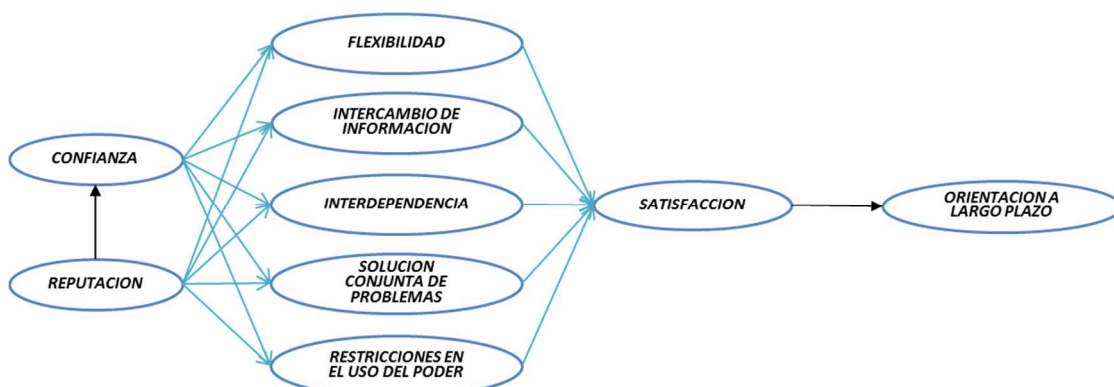 FLEXIBILIDAD
INTERCAMBIO DE
INFORMACION
CONFIANZA
INTERDEPENDENCIA
SATISFACCION
ORIENTACION A
LARGO PLAZO
REPUTACION
SOLUCION
CONJUNTA DE
PROBLEMAS
RESTRICCIONES EN
EL USO DEL PODER